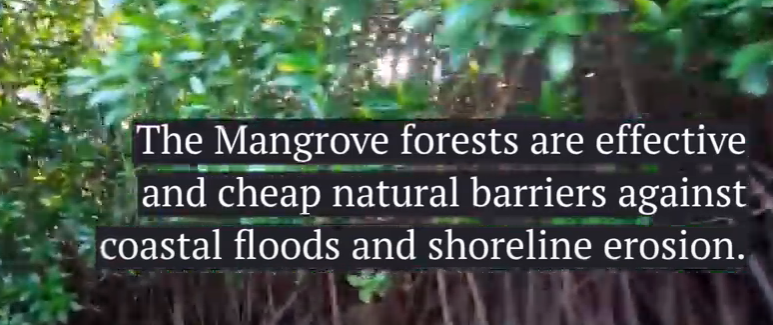 The Mangrove forests are effective
and cheap natural barriers against
coastal floods and shoreline erosion.